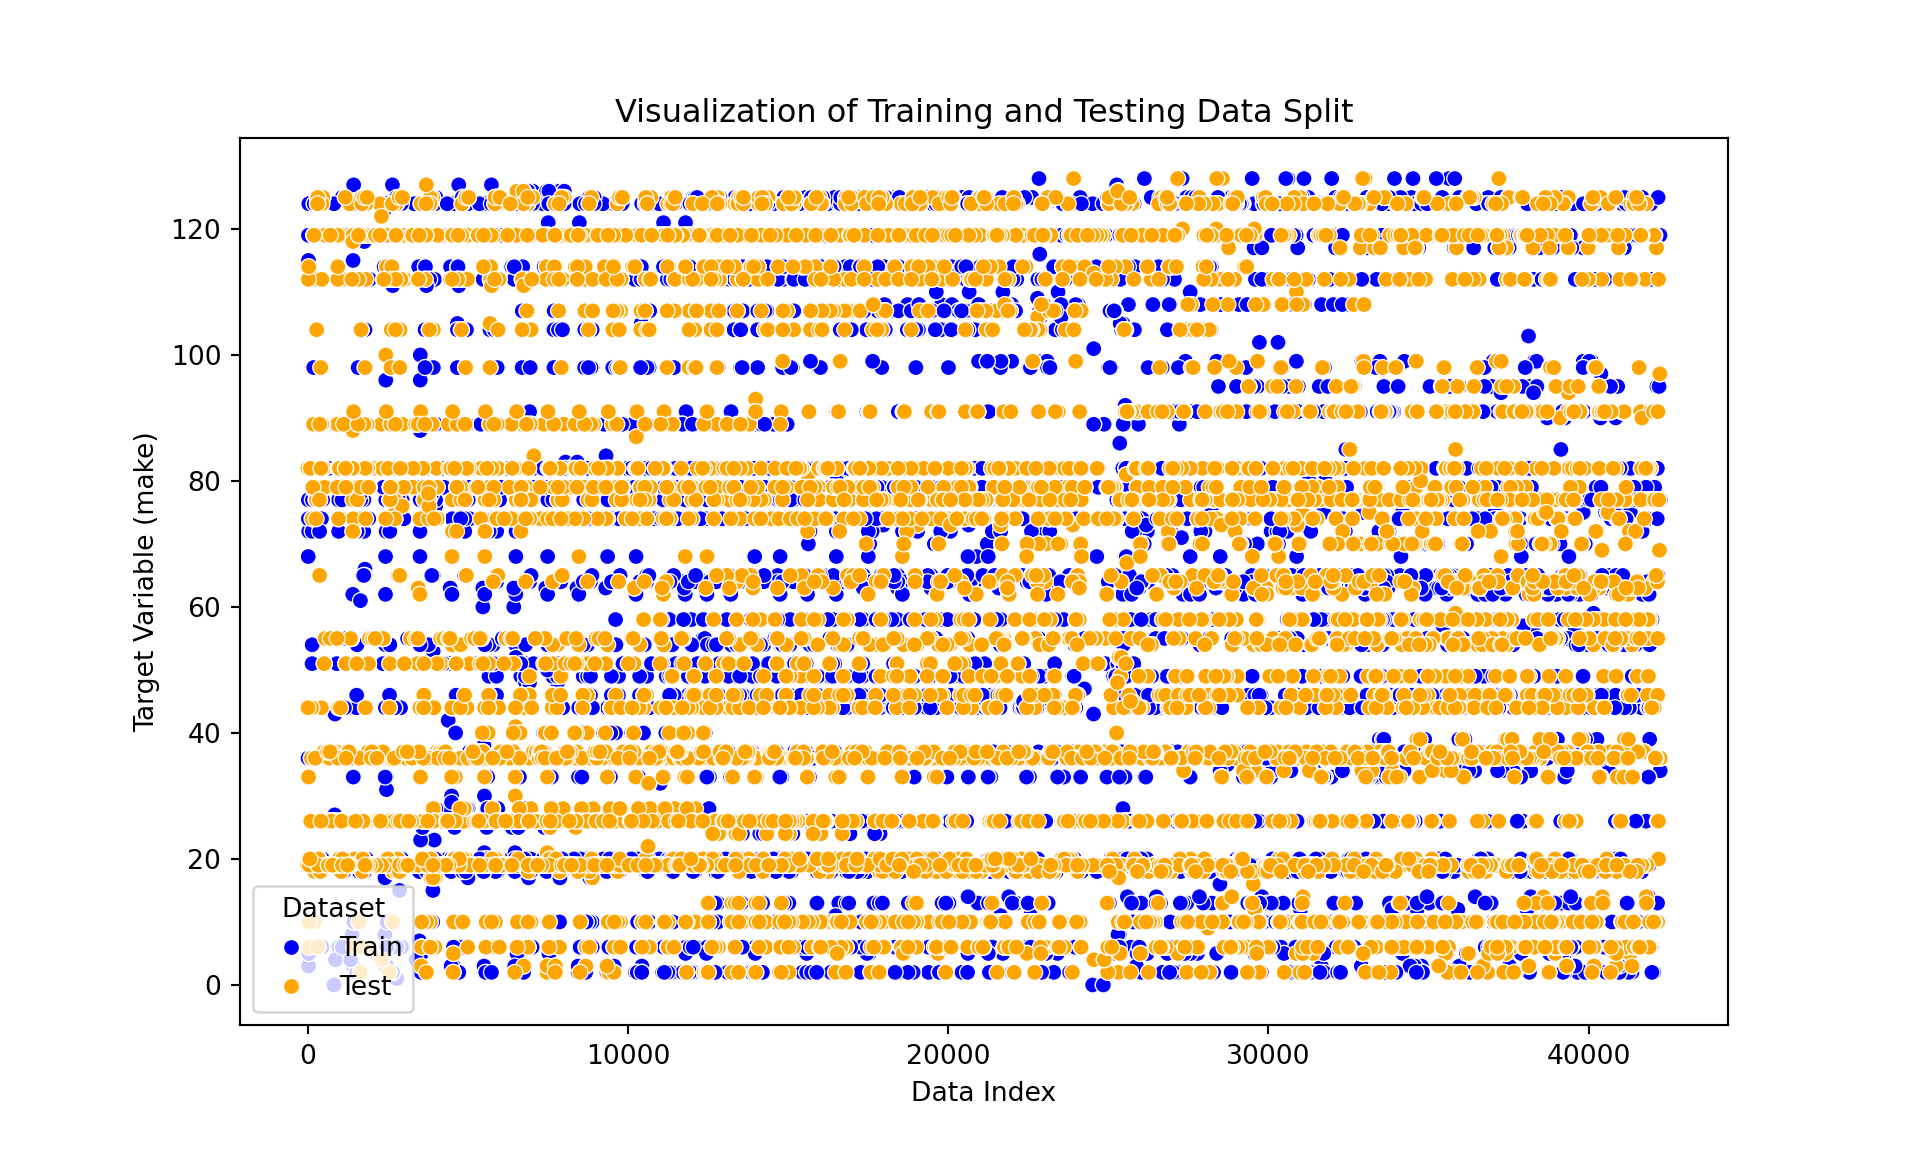 Visualization of Training and Testing Data Split
Target Variable (make)
120
100
80
60
40
20
0
Dataset
Train
Test
0 10000 20000 30000 40000
Data Index